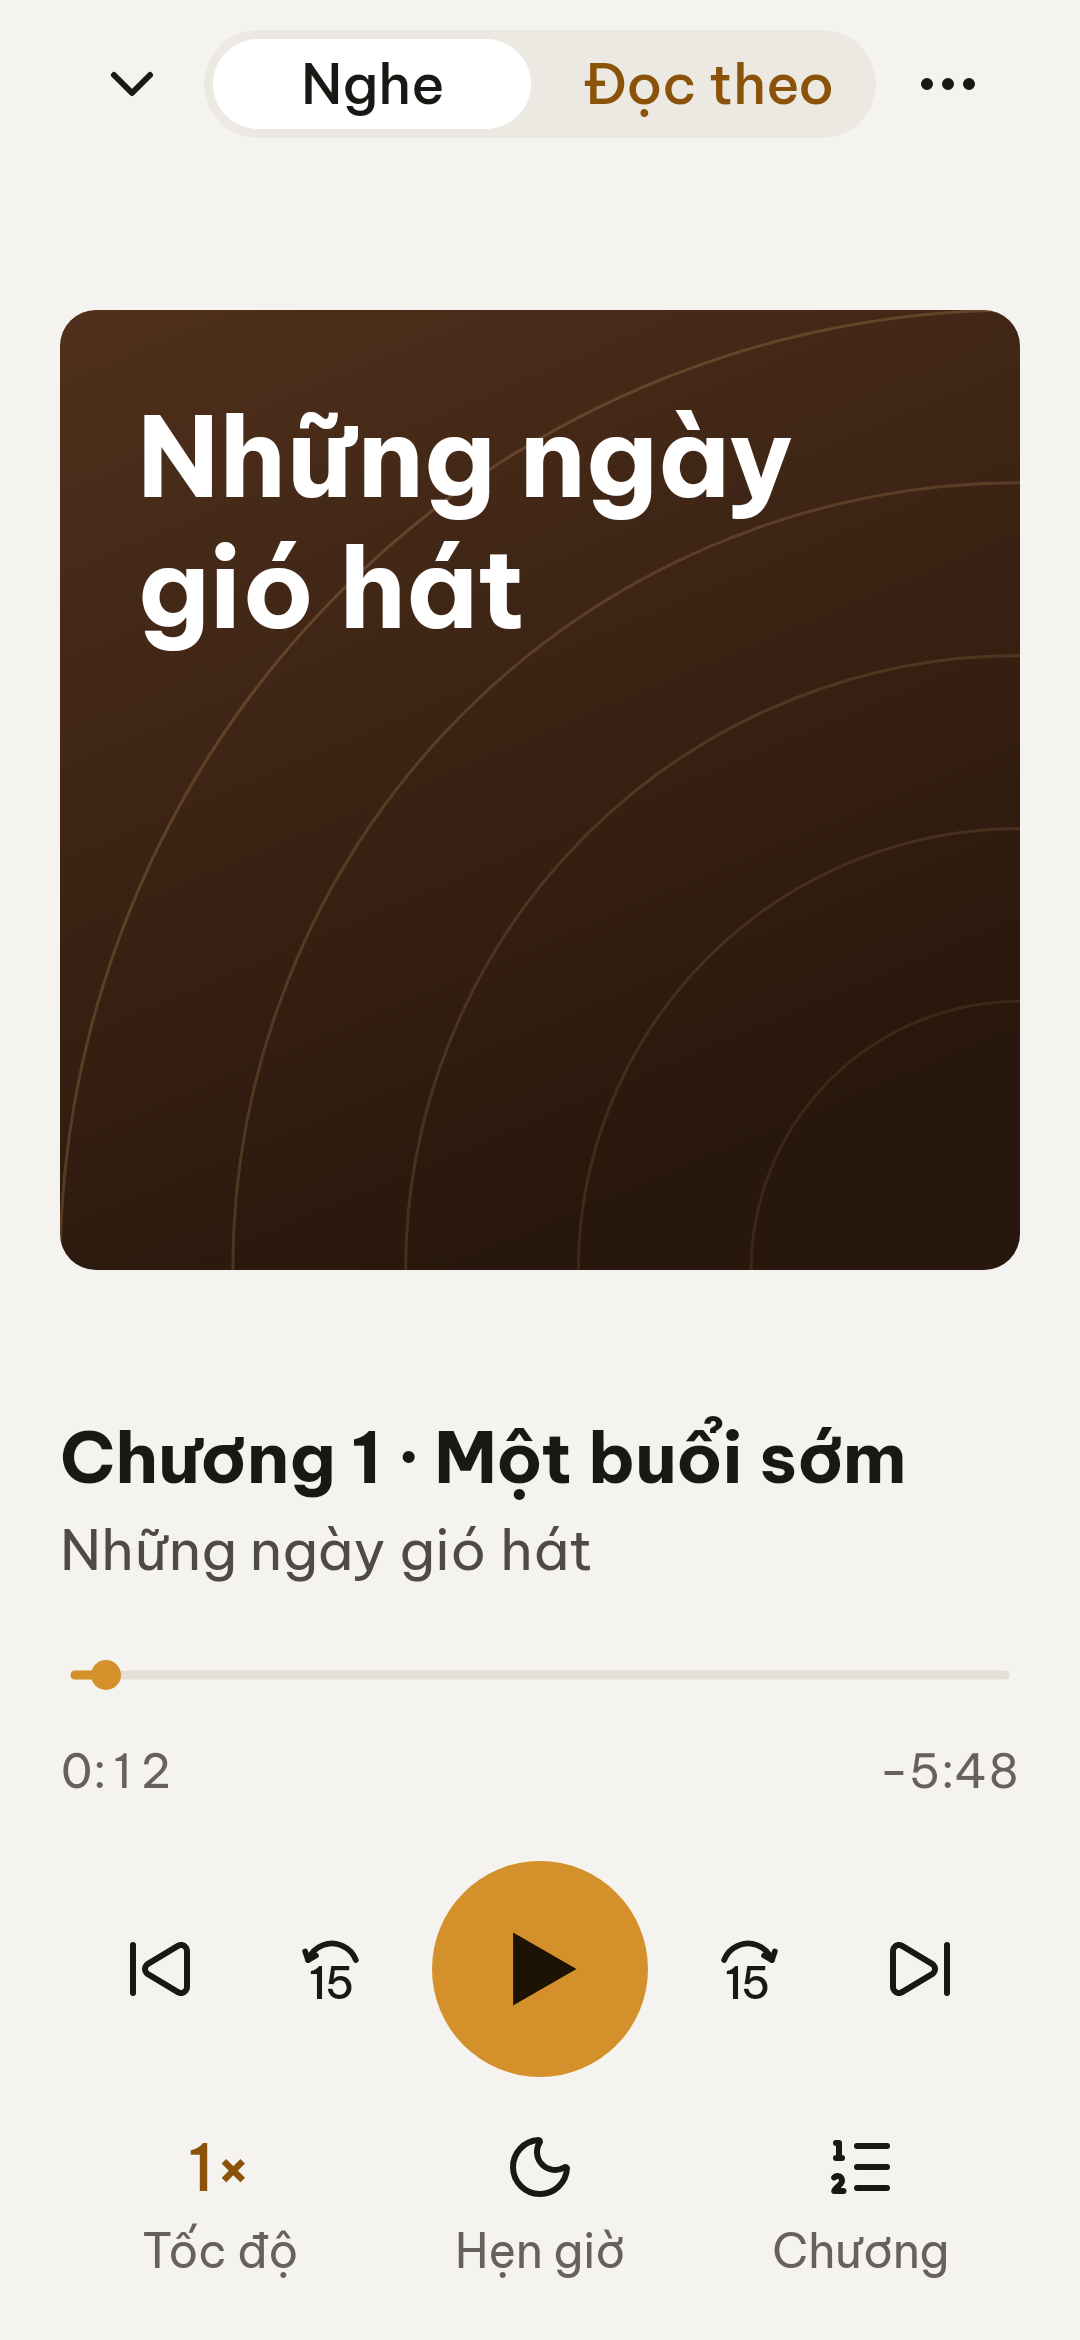 Nghe
Đọc theo
Những ngày
gió hát
Chương 1 · Một buổi sớm
Những ngày gió hát
0:12
−5:48
15
15
1×
Tốc độ
Hẹn giờ
Chương